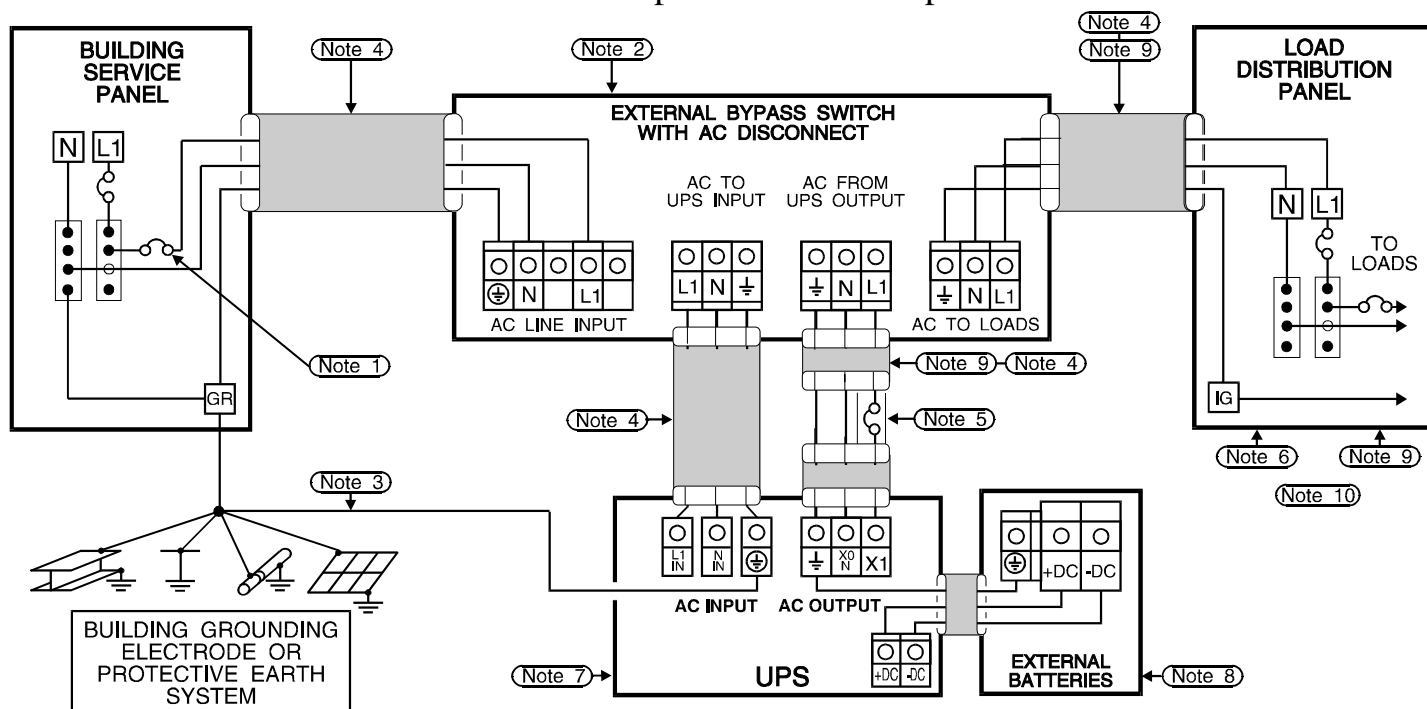 BUILDING
SERVICE
PANEL
Note 4
Note 2
Note 4
Note 9
LOAD
DISTRIBUTION
PANEL
EXTERNAL BYPASS SWITCH
WITH AC DISCONNECT
N
L1
AC TO
UPS INPUT
AC FROM
UPS OUTPUT
N
L1
TO
LOADS
N
L1
AC LINE INPUT
L1
N
N
L1
N
L1
AC TO LOADS
Note 1
Note 9
Note 4
GR
IG
Note 4
Note 5
Note 6
Note 9
Note 10
Note 3
L1
IN
N
IN
X0
N
X1
+DC
-DC
AC INPUT
AC OUTPUT
BUILDING GROUNDING
ELECTRODE OR
PROTECTIVE EARTH
SYSTEM
+DC
-DC
Note 7
UPS
EXTERNAL
BATTERIES
Note 8